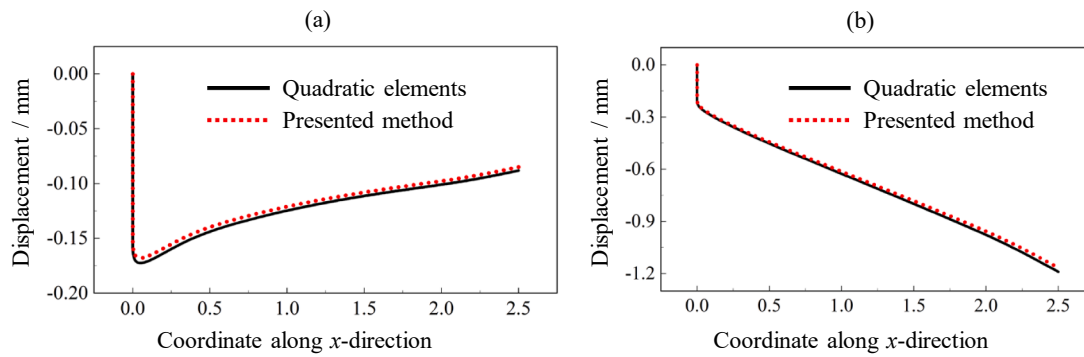 (a)
0.00
-0.05
-0.10
-0.15
-0.20
Displacement / mm
Quadratic elements
Presented method
0.0 0.5 1.0 1.5 2.0 2.5
Coordinate along x-direction
(b)
0.0
-0.3
-0.6
-0.9
-1.2
Displacement / mm
Quadratic elements
Presented method
0.0 0.5 1.0 1.5 2.0 2.5
Coordinate along x-direction